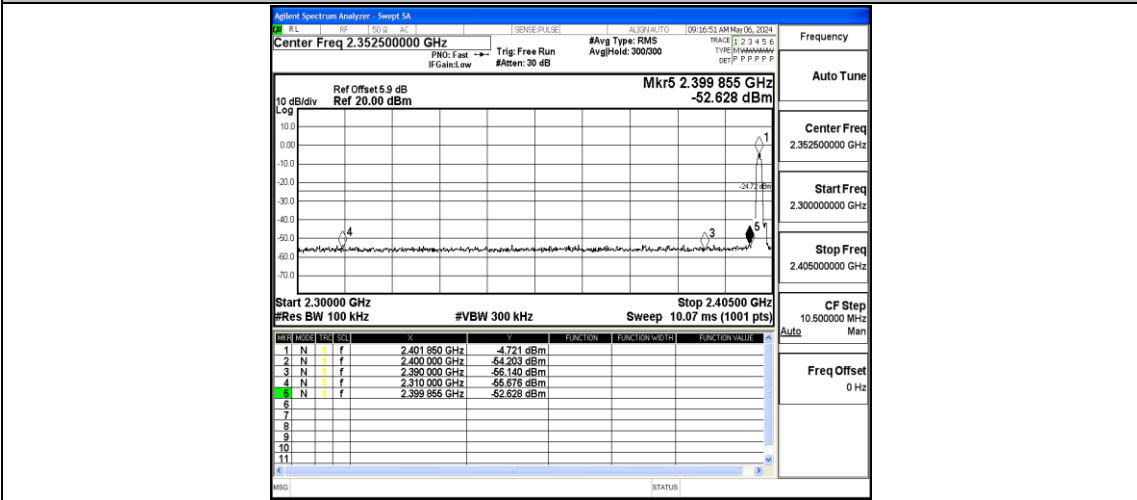 Agilent Spectrum Analyzer - Swept SA
RL RF 50 Ω AC SENSE:PULSE ALIGN AUTO 09:16:51 AM May 06, 2024
Center Freq 2.352500000 GHz
PNO: Fast
IFGain:Low
Trig: Free Run
#Atten: 30 dB
#Avg Type: RMS
Avg|Hold: 300/300
TRACE 1 2 3 4 5 6
TYPE M
DET P P P P P P
Mkr5 2.399 855 GHz
-52.628 dBm
Ref Offset 5.9 dB
10 dB/div Ref 20.00 dBm
Log
10.0
0.00
-10.0
-20.0
-30.0
-40.0
-50.0
-60.0
-70.0
1
-24.72 dBm
4
3
5
Start 2.30000 GHz Stop 2.40500 GHz
#Res BW 100 kHz #VBW 300 kHz Sweep 10.07 ms (1001 pts)
MKR MODE TRC SCL X Y FUNCTION FUNCTION WIDTH FUNCTION VALUE
1 N 1 f 2.401 850 GHz -4.721 dBm
2 N 1 f 2.400 000 GHz -54.203 dBm
3 N 1 f 2.390 000 GHz -56.140 dBm
4 N 1 f 2.310 000 GHz -55.676 dBm
5 N 1 f 2.399 855 GHz -52.628 dBm
6
7
8
9
10
11
MSG STATUS
Frequency
Auto Tune
Center Freq
2.352500000 GHz
Start Freq
2.300000000 GHz
Stop Freq
2.405000000 GHz
CF Step
10.500000 MHz
Auto Man
Freq Offset
0 Hz